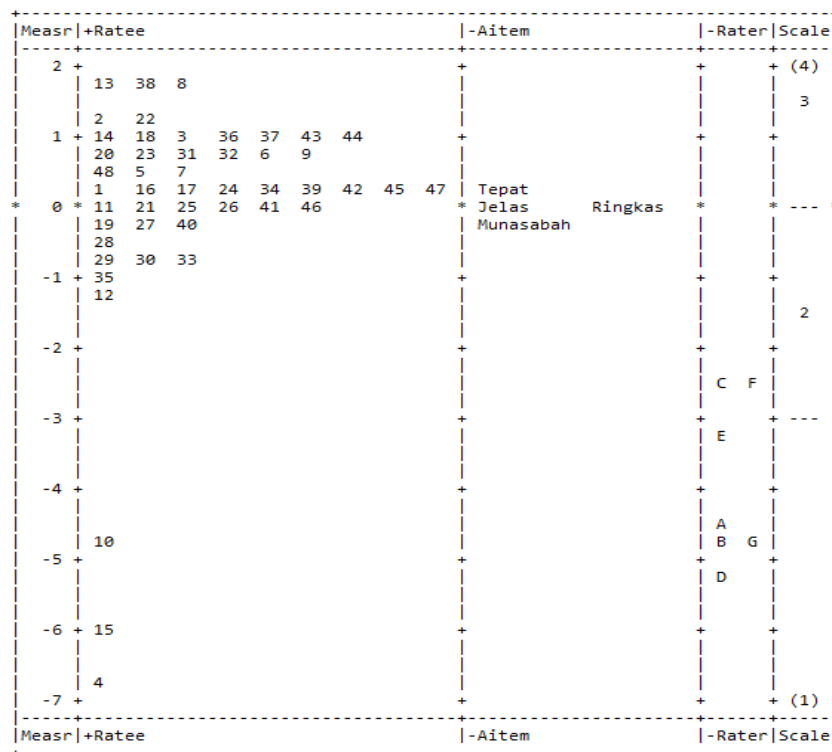 Measr|+Ratee |-Aitem |-Rater|Scale
2 + + + + (4)
13 38 8
3
2 22
1 + 14 18 3 36 37 43 44 + + +
20 23 31 32 6 9
48 5 7
1 16 17 24 34 39 42 45 47 | Tepat
* 0 * 11 21 25 26 41 46 * Jelas Ringkas * * --- *
19 27 40 | Munasabah
28
29 30 33
-1 + 35 + + +
12
2
-2 + + + +
C F
-3 + + + + ---
E
-4 + + + +
A
10 | B G
-5 + + + +
D
-6 + 15 + + +
4
-7 + + + + (1)
Measr|+Ratee |-Aitem |-Rater|Scale